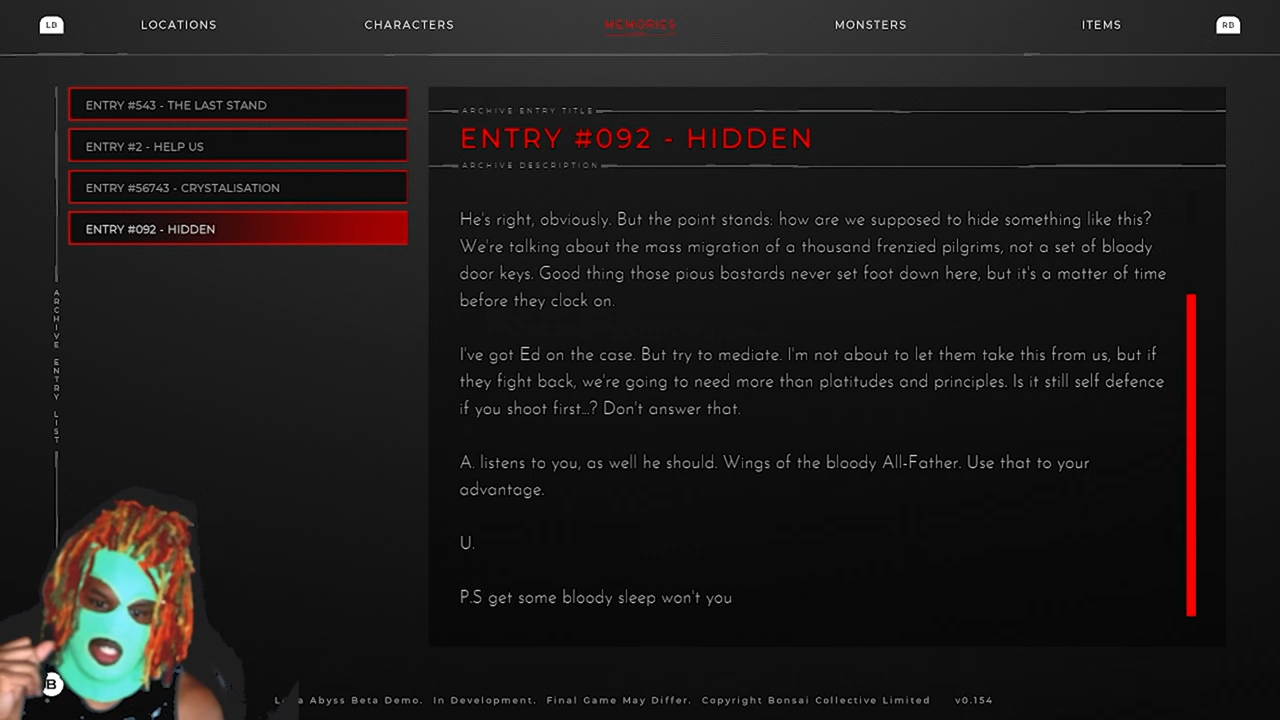 LB
LOCATIONS
CHARACTERS
MEMORIES
MONSTERS
ITEMS
RB
ENTRY #543 - THE LAST STAND
ENTRY #2 - HELP US
ENTRY #56743 - CRYSTALISATION
ENTRY #092 - HIDDEN
ARCHIVE ENTRY LIST
ARCHIVE ENTRY TITLE
ENTRY #092 - HIDDEN
ARCHIVE DESCRIPTION
He's right, obviously. But the point stands: how are we supposed to hide something like this?
We're talking about the mass migration of a thousand frenzied pilgrims, not a set of bloody
door keys. Good thing those pious bastards never set foot down here, but it's a matter of time
before they clock on.
I've got Ed on the case. But try to mediate. I'm not about to let them take this from us, but if
they fight back, we're going to need more than platitudes and principles. Is it still self defence
if you shoot first...? Don't answer that.
A. listens to you, as well he should. Wings of the bloody All-Father. Use that to your
advantage.
U.
P.S get some bloody sleep won't you
B
Abyss Beta Demo. In Development. Final Game May Differ. Copyright Bonsai Collective Limited v0.154